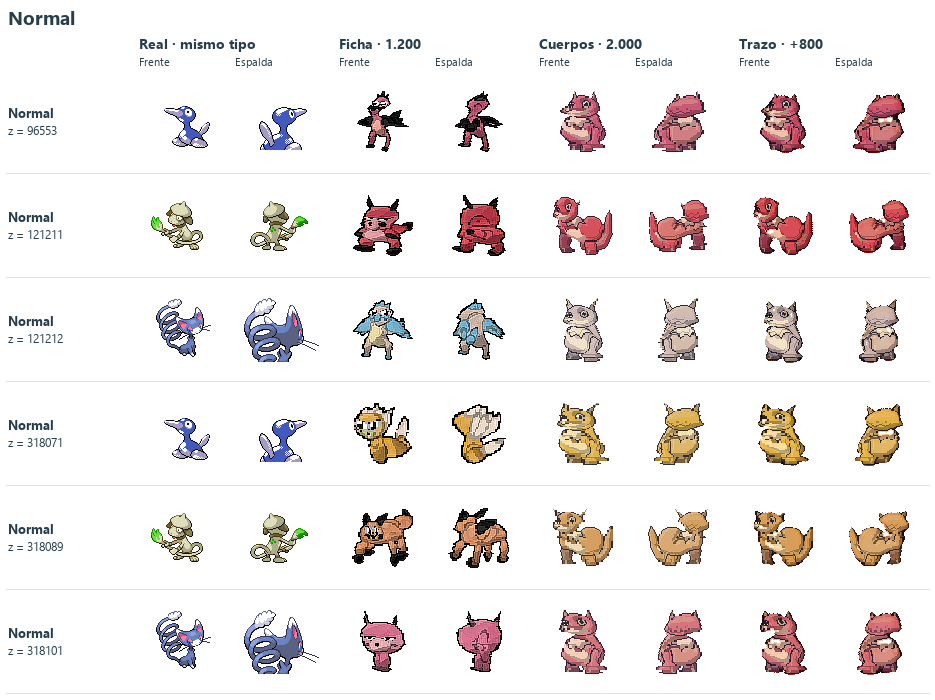 Normal
Real · mismo tipo Ficha · 1.200 Cuerpos · 2.000 Trazo · +800
Frente Espalda Frente Espalda Frente Espalda Frente Espalda
Normal
z = 96553
Normal
z = 121211
Normal
z = 121212
Normal
z = 318071
Normal
z = 318089
Normal
z = 318101